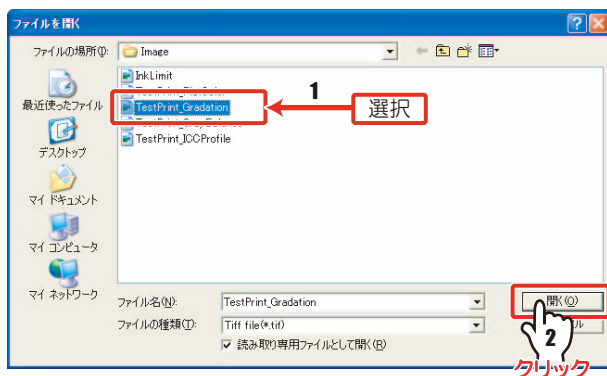 ファイルを開く
ファイルの場所(I):
Image
最近使ったファイル
デスクトップ
マイ ドキュメント
マイ コンピュータ
マイ ネットワーク
InkLimit
TestPrint_Gradation
TestPrint_ICCProfile
1
選択
ファイル名(N):
TestPrint_Gradation
開く(O)
ファイルの種類(T):
Tiff file(*.tif)
読み取り専用ファイルとして開く(R)
2
クリック